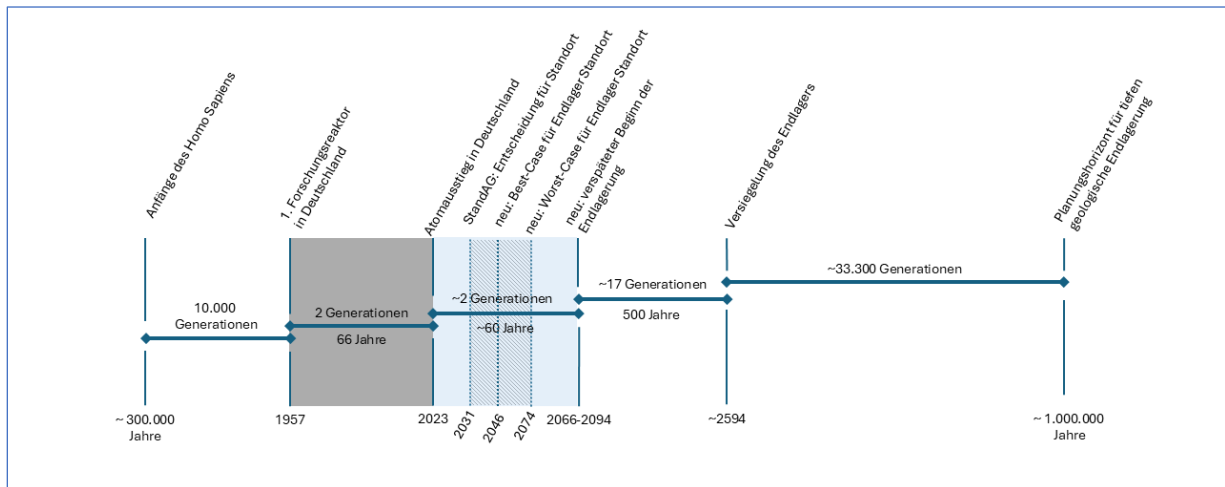 Anfänge des Homo Sapiens
1. Forschungsreaktor
in Deutschland
Atomausstieg in Deutschland
StandAG: Entscheidung für Standort
neu: Best-Case für Endlager Standort
neu: Worst-Case für Endlager Standort
neu: verspäteter Beginn der
Endlagerung
Versiegelung des Endlagers
Planungshorizont für tiefen
geologische Endlagerung
10.000
Generationen
2 Generationen
66 Jahre
~2 Generationen
~60 Jahre
~17 Generationen
500 Jahre
~33.300 Generationen
~300.000
Jahre
1957
2023
2031
2046
2074
2066-2094
~2594
~1.000.000
Jahre